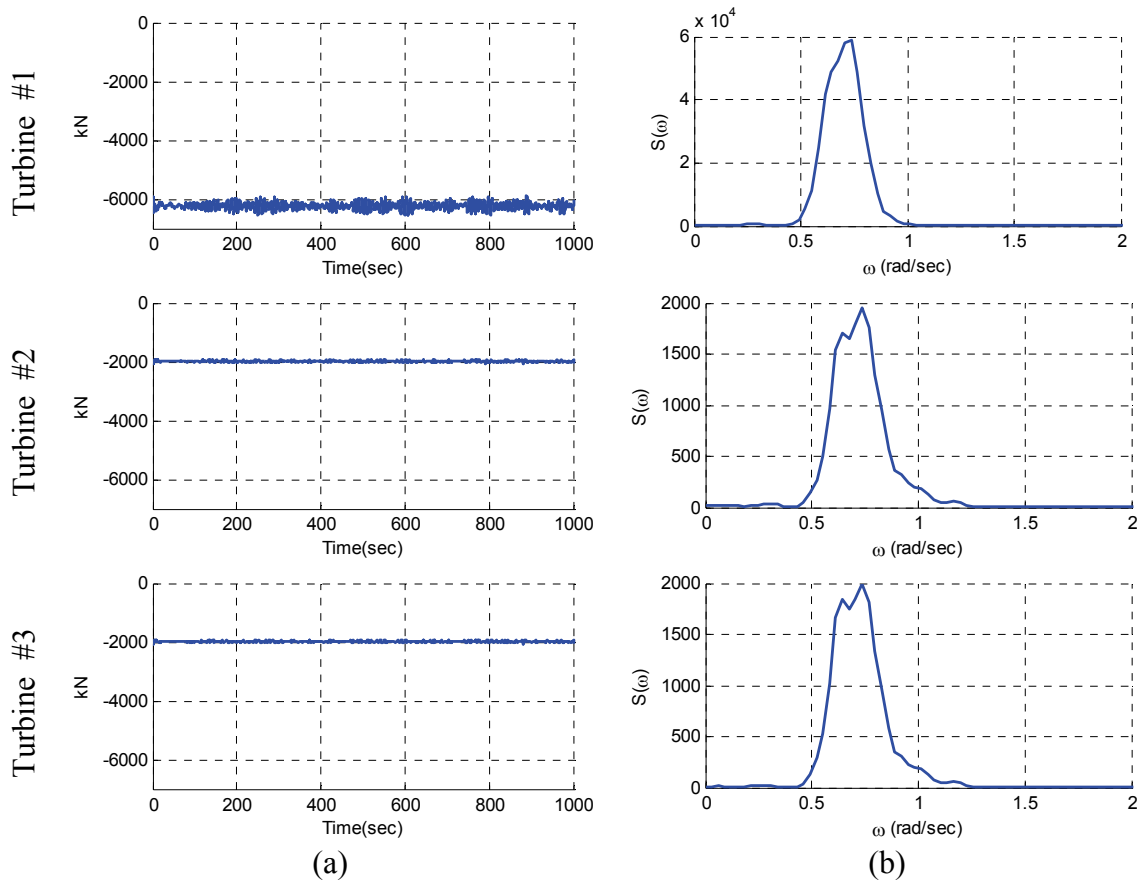 Turbine #1
0
-2000
-4000
-6000
kN
0 200 400 600 800 1000
Time(sec)
x 10^4
6
4
2
0
S(ω)
0 0.5 1 1.5 2
ω (rad/sec)
Turbine #2
0
-2000
-4000
-6000
kN
0 200 400 600 800 1000
Time(sec)
2000
1500
1000
500
0
S(ω)
0 0.5 1 1.5 2
ω (rad/sec)
Turbine #3
0
-2000
-4000
-6000
kN
0 200 400 600 800 1000
Time(sec)
2000
1500
1000
500
0
S(ω)
0 0.5 1 1.5 2
ω (rad/sec)
(a) (b)